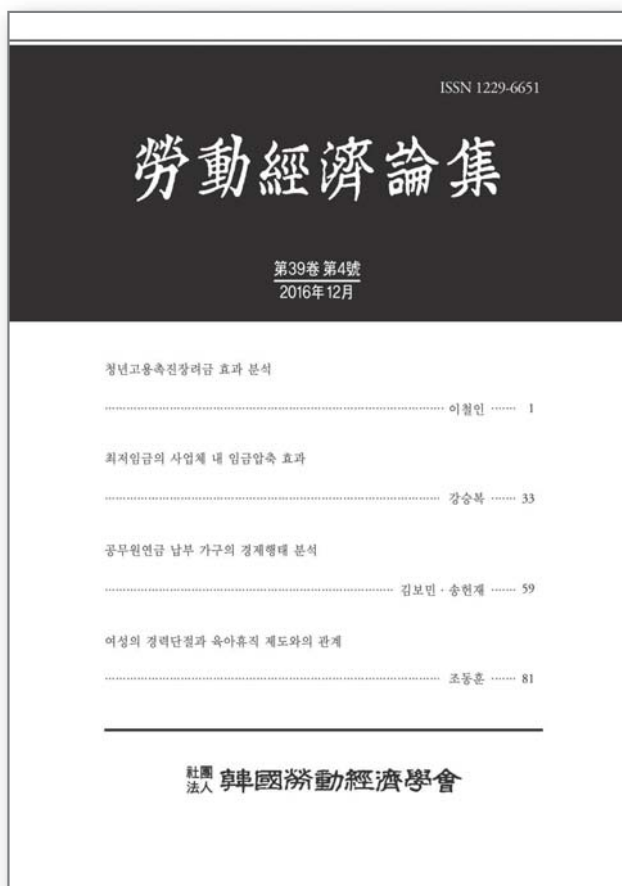 ISSN 1229-6651
勞動經濟論集
第39卷 第4號
2016年 12月
청년고용촉진장려금 효과 분석
이철인 1
최저임금의 사업체 내 임금압축 효과
강승복 33
공무원연금 납부 가구의 경제행태 분석
김보민 · 송헌재 59
여성의 경력단절과 육아휴직 제도와의 관계
조동훈 81
社團法人 韓國勞動經濟學會